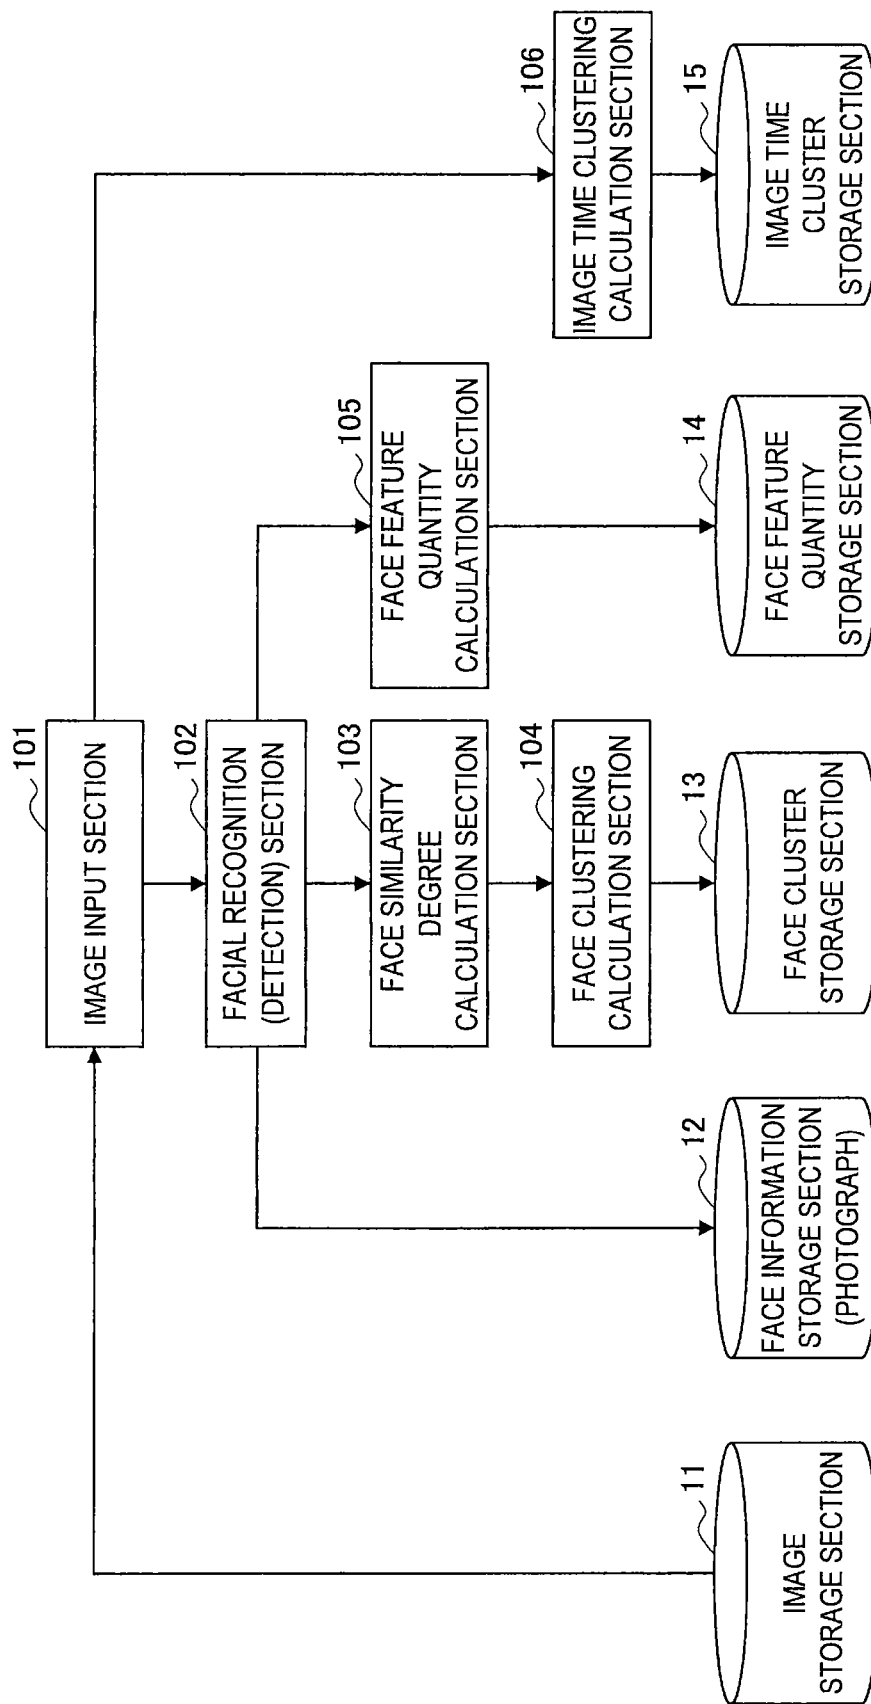 101
IMAGE INPUT SECTION
102
FACIAL RECOGNITION
(DETECTION) SECTION
103
FACE SIMILARITY
DEGREE
CALCULATION SECTION
105
FACE FEATURE
QUANTITY
CALCULATION SECTION
104
FACE CLUSTERING
CALCULATION SECTION
106
IMAGE TIME CLUSTERING
CALCULATION SECTION
11
IMAGE
STORAGE SECTION
12
FACE INFORMATION
STORAGE SECTION
(PHOTOGRAPH)
13
FACE CLUSTER
STORAGE SECTION
14
FACE FEATURE
QUANTITY
STORAGE SECTION
15
IMAGE TIME
CLUSTER
STORAGE SECTION